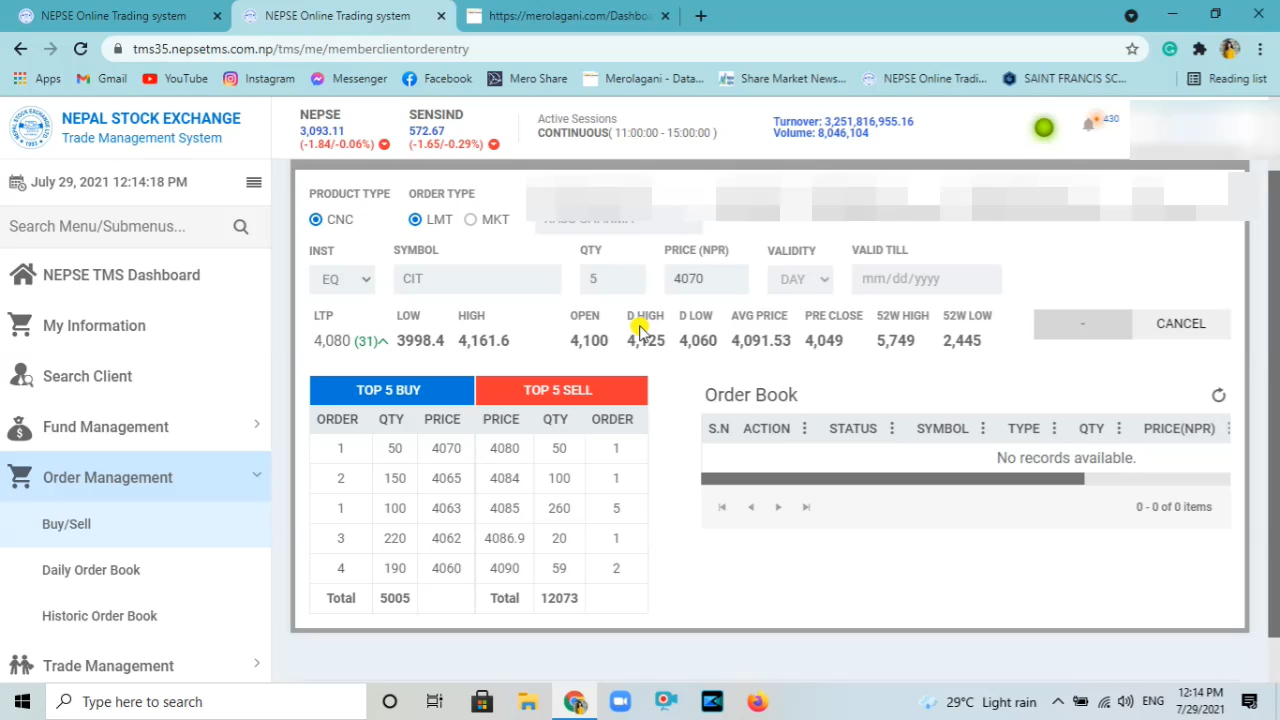 NEPSE Online Trading system
NEPSE Online Trading system
https://merolagani.com/Dashbo
tms35.nepsetms.com.np/tms/me/memberclientorderentry
Apps
Gmail
YouTube
Instagram
Messenger
Facebook
Mero Share
Merolagani - Data...
Share Market News...
NEPSE Online Tradi...
SAINT FRANCIS SC...
Reading list
NEPAL STOCK EXCHANGE
Trade Management System
NEPSE
3,093.11
(-1.84/-0.06%)
SENSIND
572.67
(-1.65/-0.29%)
Active Sessions
CONTINUOUS( 11:00:00 - 15:00:00 )
Turnover: 3,251,816,955.16
Volume: 8,046,104
430
July 29, 2021 12:14:18 PM
Search Menu/Submenus...
NEPSE TMS Dashboard
My Information
Search Client
Fund Management
Order Management
Buy/Sell
Daily Order Book
Historic Order Book
Trade Management
PRODUCT TYPE ORDER TYPE
CNC LMT MKT
INST SYMBOL QTY PRICE (NPR) VALIDITY VALID TILL
EQ CIT 5 4070 DAY mm/dd/yyyy
LTP LOW HIGH OPEN D HIGH D LOW AVG PRICE PRE CLOSE 52W HIGH 52W LOW
4,080 (31) 3998.4 4,161.6 4,100 4,125 4,060 4,091.53 4,049 5,749 2,445
- CANCEL
TOP 5 BUY TOP 5 SELL
ORDER QTY PRICE PRICE QTY ORDER
1 50 4070 4080 50 1
2 150 4065 4084 100 1
1 100 4063 4085 260 5
3 220 4062 4086.9 20 1
4 190 4060 4090 59 2
Total 5005 Total 12073
Order Book
S.N ACTION STATUS SYMBOL TYPE QTY PRICE(NPR)
No records available.
0 - 0 of 0 items
Type here to search
29°C Light rain
ENG
12:14 PM
7/29/2021